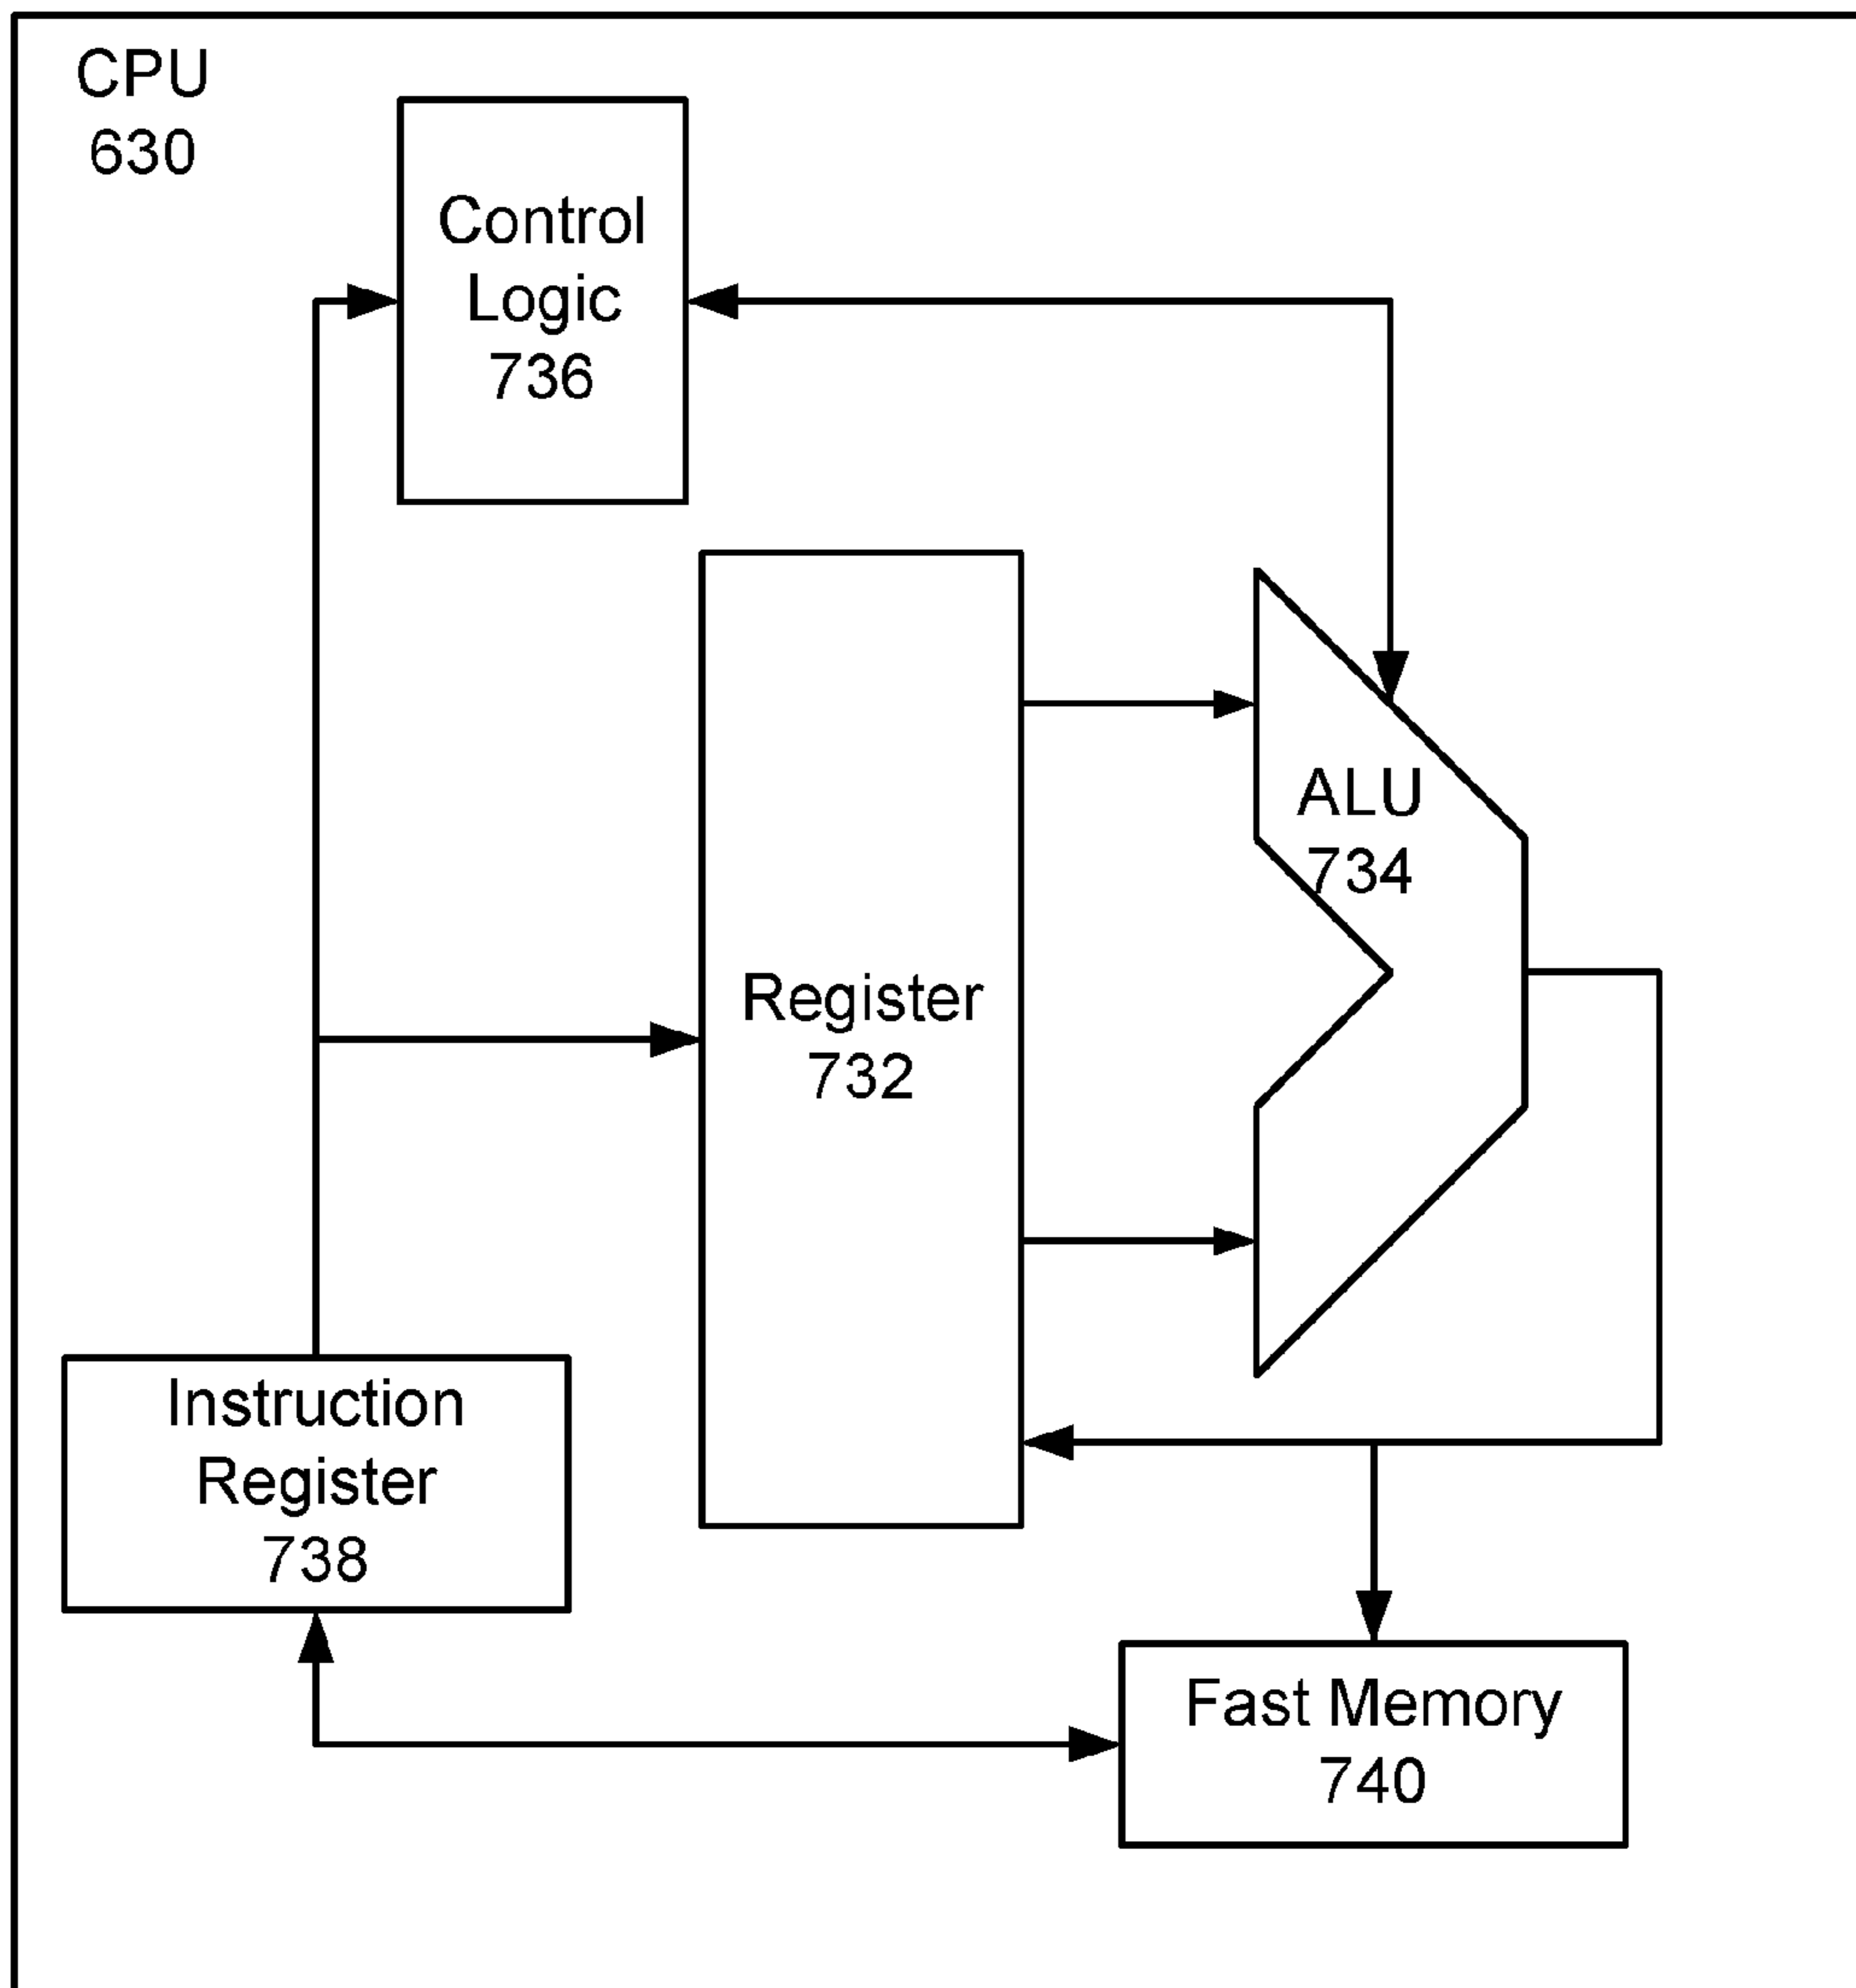 CPU
630
Control
Logic
736
ALU
734
Register
732
Instruction
Register
738
Fast Memory
740